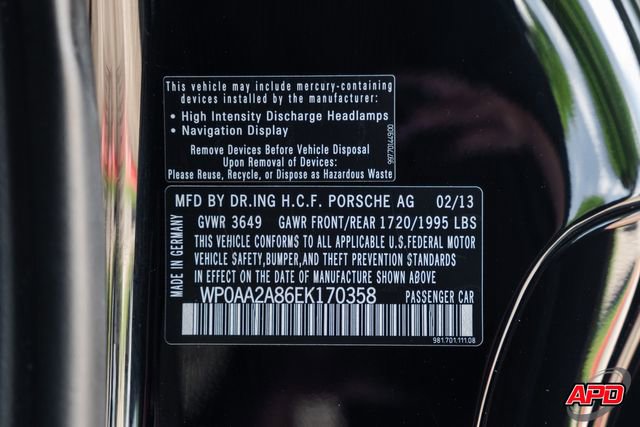 This vehicle may include mercury-containing
devices installed by the manufacturer:
• High Intensity Discharge Headlamps
• Navigation Display
Remove Devices Before Vehicle Disposal
Upon Removal of Devices:
Please Reuse, Recycle, or Dispose as Hazardous Waste
MFD BY DR.ING H.C.F. PORSCHE AG 02/13
GVWR 3649 GAWR FRONT/REAR 1720/1995 LBS
THIS VEHICLE CONFORMS TO ALL APPLICABLE U.S.FEDERAL MOTOR
VEHICLE SAFETY,BUMPER,AND THEFT PREVENTION STANDARDS
IN EFFECT ON THE DATE OF MANUFACTURE SHOWN ABOVE
MADE IN GERMANY
WP0AA2A86EK170358 PASSENGER CAR
981.701.111.08
APD